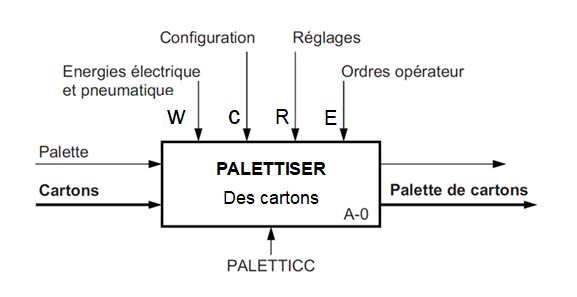 Configuration
Réglages
Energies électrique
et pneumatique
Ordres opérateur
W
C
R
E
Palette
Cartons
PALETTISER
Des cartons
A-0
Palette de cartons
PALETTICC